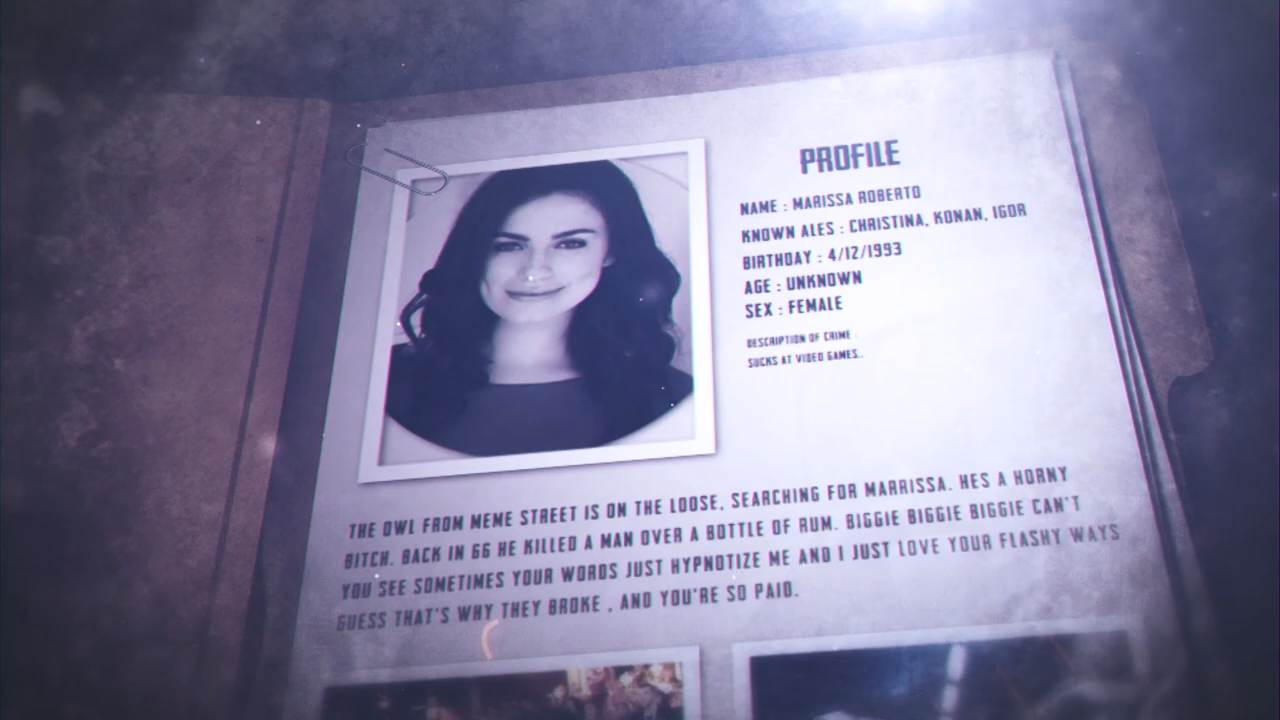 PROFILE
NAME : MARISSA ROBERTO
KNOWN ALES : CHRISTINA, KONAN, IGOR
BIRTHDAY : 4/12/1993
AGE : UNKNOWN
SEX : FEMALE
DESCRIPTION OF CRIME :
SUCKS AT VIDEO GAMES..
THE OWL FROM MEME STREET IS ON THE LOOSE, SEARCHING FOR MARRISSA. HES A HORNY
BITCH. BACK IN 66 HE KILLED A MAN OVER A BOTTLE OF RUM. BIGGIE BIGGIE BIGGIE CAN'T
YOU SEE SOMETIMES YOUR WORDS JUST HYPNOTIZE ME AND I JUST LOVE YOUR FLASHY WAYS
GUESS THAT'S WHY THEY BROKE , AND YOU'RE SO PAID.